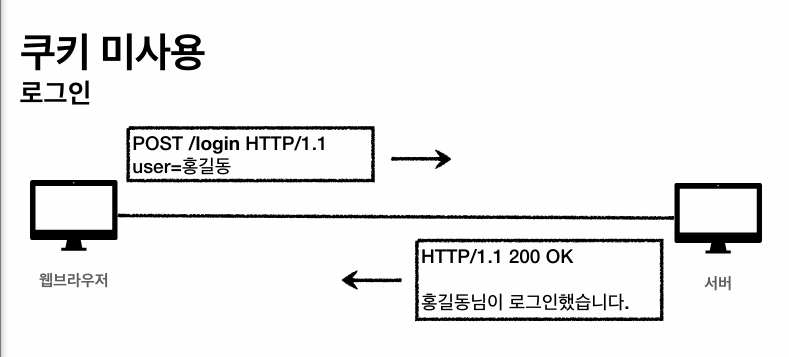 쿠키 미사용
로그인
POST /login HTTP/1.1
user=홍길동
웹브라우저
HTTP/1.1 200 OK
홍길동님이 로그인했습니다.
서버